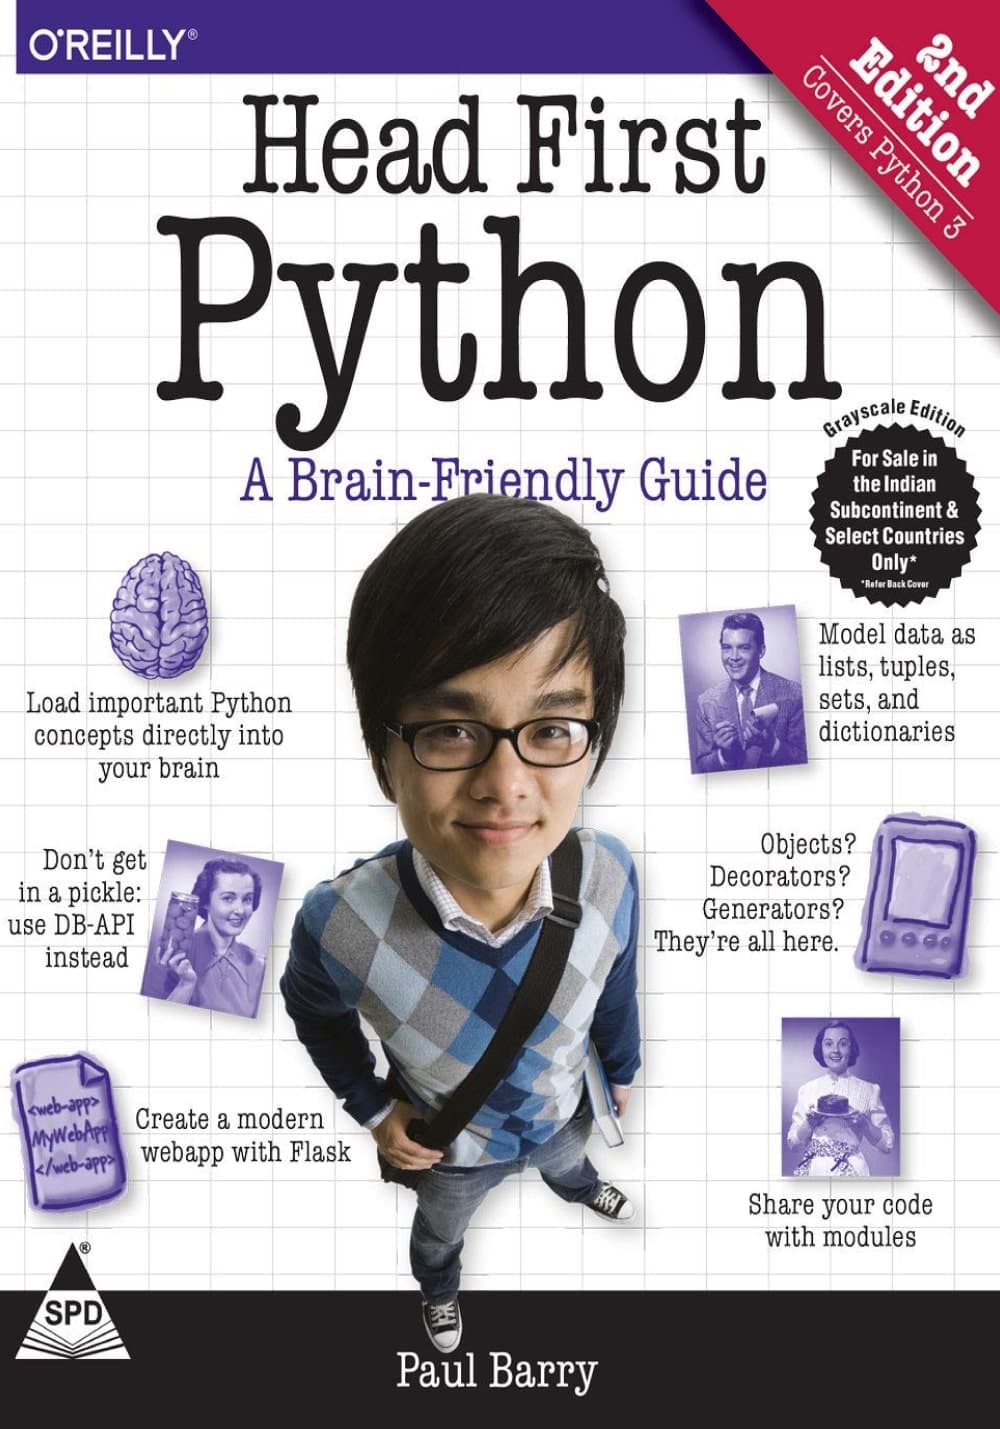 O'REILLY®
2nd
Edition
Covers Python 3
Head First
Python
A Brain-Friendly Guide
Grayscale Edition
For Sale in
the Indian
Subcontinent &
Select Countries
Only*
*Refer Back Cover
Load important Python
concepts directly into
your brain
Model data as
lists, tuples,
sets, and
dictionaries
Don't get
in a pickle:
use DB-API
instead
Objects?
Decorators?
Generators?
They're all here.
<web-app>
MyWebApp
</web-app>
Create a modern
webapp with Flask
Share your code
with modules
®
SPD
Paul Barry